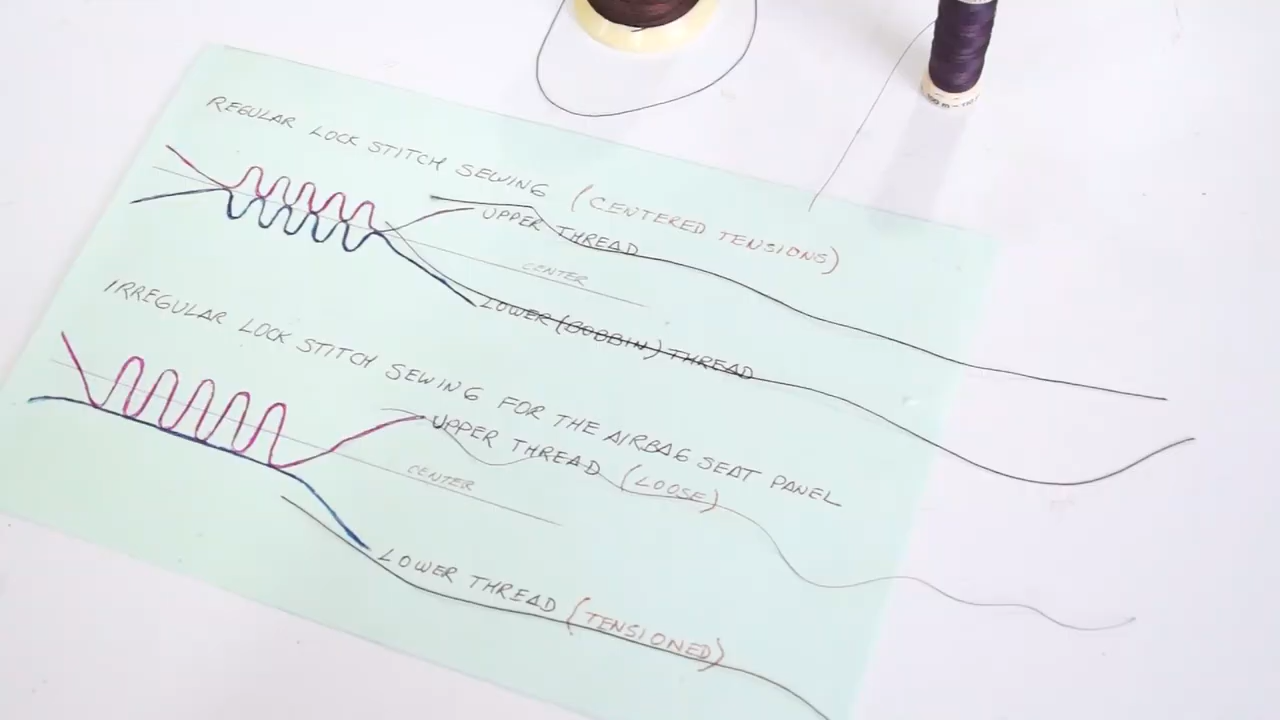 REGULAR LOCK STITCH SEWING (CENTERED TENSIONS)
UPPER THREAD
CENTER
LOWER (BOBBIN) THREAD
IRREGULAR LOCK STITCH SEWING FOR THE AIRBAG SEAT PANEL
UPPER THREAD (LOOSE)
CENTER
LOWER THREAD (TENSIONED)